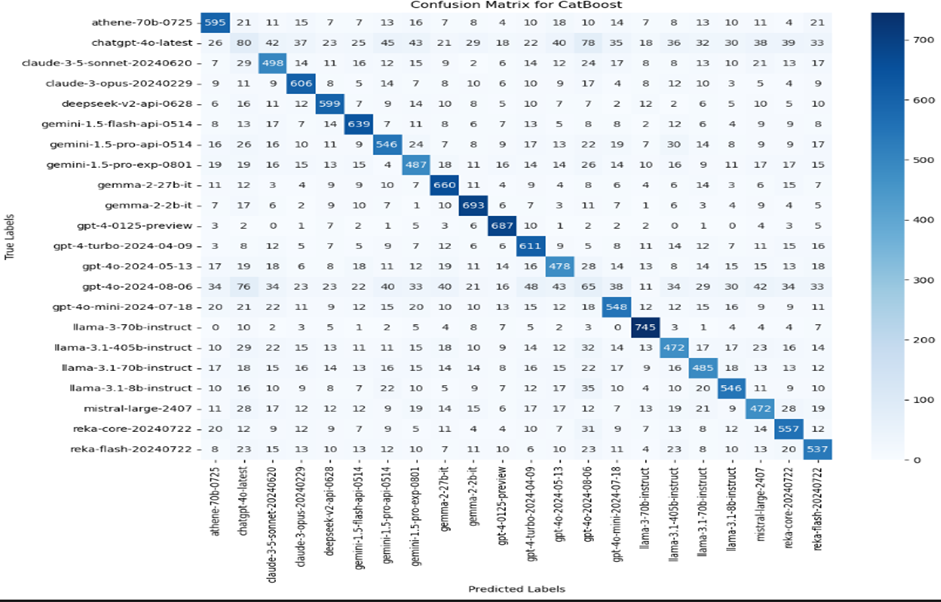 Confusion Matrix for CatBoost
athene-70b-0725 - 595 21 11 15 7 7 13 16 7 8 4 10 18 10 14 7 8 13 10 11 4 21
chatgpt-4o-latest - 26 80 42 37 23 25 45 43 21 29 18 22 40 78 35 18 36 32 30 38 39 33
claude-3-5-sonnet-20240620 - 7 29 498 14 11 16 12 15 9 2 6 14 12 24 17 8 8 13 10 21 13 17
claude-3-opus-20240229 - 9 11 9 606 8 5 14 7 8 10 6 10 9 17 4 8 12 10 3 5 4 9
deepseek-v2-api-0628 - 6 16 11 12 599 7 9 14 10 8 5 10 7 7 2 12 2 6 5 10 5 10
gemini-1.5-flash-api-0514 - 8 13 17 7 14 639 7 11 8 6 7 13 5 8 8 2 12 6 4 9 9 8
gemini-1.5-pro-api-0514 - 16 26 16 10 11 9 546 24 7 8 9 17 13 22 19 7 30 14 8 9 9 17
gemini-1.5-pro-exp-0801 - 19 19 16 15 13 15 4 487 18 11 16 14 14 26 14 10 16 9 11 17 17 15
gemma-2-27b-it - 11 12 3 4 9 9 10 7 660 11 4 9 4 8 6 4 6 14 3 6 15 7
gemma-2-2b-it - 7 17 6 2 9 10 7 1 10 693 6 7 3 11 7 1 6 3 4 9 4 5
gpt-4-0125-preview - 3 2 0 1 7 2 1 5 3 6 687 10 1 2 2 2 0 1 0 4 3 5
gpt-4-turbo-2024-04-09 - 3 8 12 5 7 5 9 7 12 6 6 611 9 5 8 11 14 12 7 11 15 16
gpt-4o-2024-05-13 - 17 19 18 6 8 18 11 12 19 11 14 16 478 28 14 13 8 14 15 15 13 18
gpt-4o-2024-08-06 - 34 76 34 23 23 22 40 33 40 21 16 48 43 65 38 11 34 29 30 42 34 33
gpt-4o-mini-2024-07-18 - 20 21 22 11 9 12 15 20 10 10 13 15 12 18 548 12 12 15 16 9 9 11
llama-3-70b-instruct - 0 10 2 3 5 1 2 5 4 8 7 5 2 3 0 745 3 1 4 4 4 7
llama-3.1-405b-instruct - 10 29 22 15 13 11 11 15 18 10 9 14 12 32 14 13 472 17 17 23 16 14
llama-3.1-70b-instruct - 17 18 15 16 14 13 16 15 14 14 8 16 15 22 17 9 16 485 18 13 13 12
llama-3.1-8b-instruct - 10 16 10 9 8 7 22 10 5 9 7 12 17 35 10 4 10 20 546 11 9 10
mistral-large-2407 - 11 28 17 12 12 12 9 19 14 15 6 17 17 12 7 13 19 21 9 472 28 19
reka-core-20240722 - 20 12 9 12 9 7 9 5 11 4 4 10 7 31 9 7 13 8 12 14 557 12
reka-flash-20240722 - 8 23 15 13 10 13 12 10 7 11 10 6 10 23 11 4 23 8 10 13 20 537
True Labels
athene-70b-0725
chatgpt-4o-latest
claude-3-5-sonnet-20240620
claude-3-opus-20240229
deepseek-v2-api-0628
gemini-1.5-flash-api-0514
gemini-1.5-pro-api-0514
gemini-1.5-pro-exp-0801
gemma-2-27b-it
gemma-2-2b-it
gpt-4-0125-preview
gpt-4-turbo-2024-04-09
gpt-4o-2024-05-13
gpt-4o-2024-08-06
gpt-4o-mini-2024-07-18
llama-3-70b-instruct
llama-3.1-405b-instruct
llama-3.1-70b-instruct
llama-3.1-8b-instruct
mistral-large-2407
reka-core-20240722
reka-flash-20240722
Predicted Labels
- 700
- 600
- 500
- 400
- 300
- 200
- 100
- 0